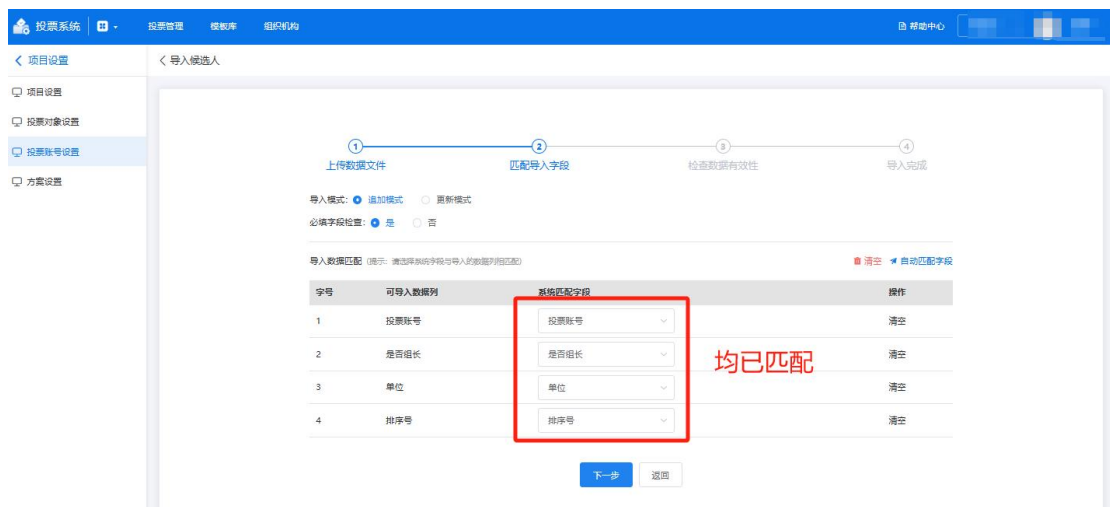 投票系统 投票管理 模板库 组织机构 帮助中心
项目设置 导入候选人
项目设置
投票对象设置
投票账号设置
方案设置
1 2 3 4
上传数据文件 匹配导入字段 检查数据有效性 导入完成
导入模式: 追加模式 更新模式
必填字段检查: 是 否
导入数据匹配 (提示: 请选择系统字段与导入的数据列相匹配) 清空 自动匹配字段
字号 可导入数据列 系统匹配字段 操作
1 投票账号 投票账号 清空
2 是否组长 是否组长 清空
均已匹配
3 单位 单位 清空
4 排序号 排序号 清空
下一步 返回